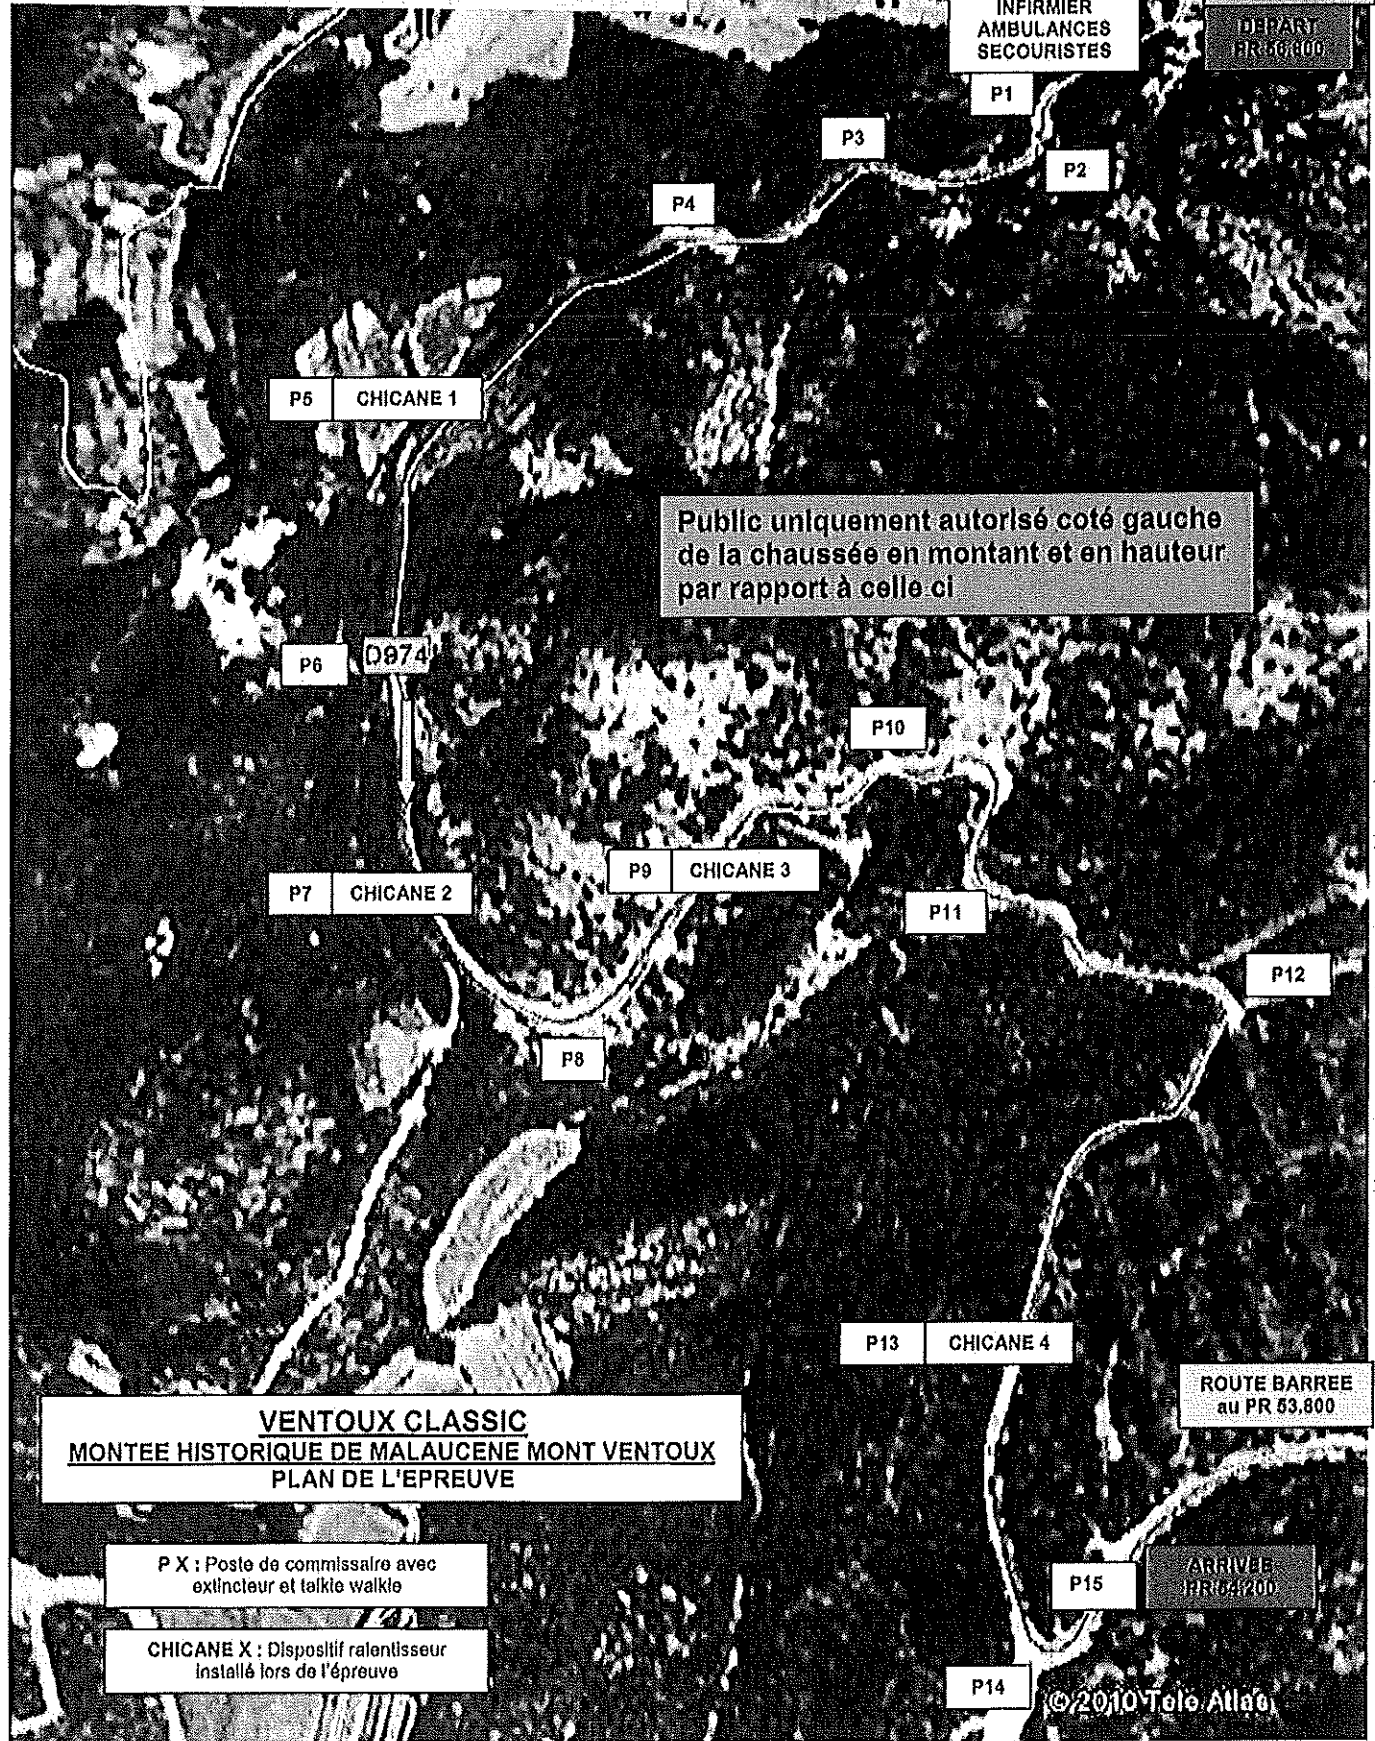 INFIRMIER
AMBULANCES
SECOURISTES
DEPART
PR 56,800
P1
P3
P2
P4
P5 CHICANE 1
Public uniquement autorisé coté gauche
de la chaussée en montant et en hauteur
par rapport à celle ci
P6
D974
P10
P9 CHICANE 3
P7 CHICANE 2
P11
P12
P8
P13 CHICANE 4
ROUTE BARREE
au PR 53,800
VENTOUX CLASSIC
MONTEE HISTORIQUE DE MALAUCENE MONT VENTOUX
PLAN DE L'EPREUVE
P X : Poste de commissaire avec
extincteur et talkie walkie
ARRIVEE
PR 54,200
P15
CHICANE X : Dispositif ralentisseur
installé lors de l'épreuve
P14
© 2010 Tele Atlas